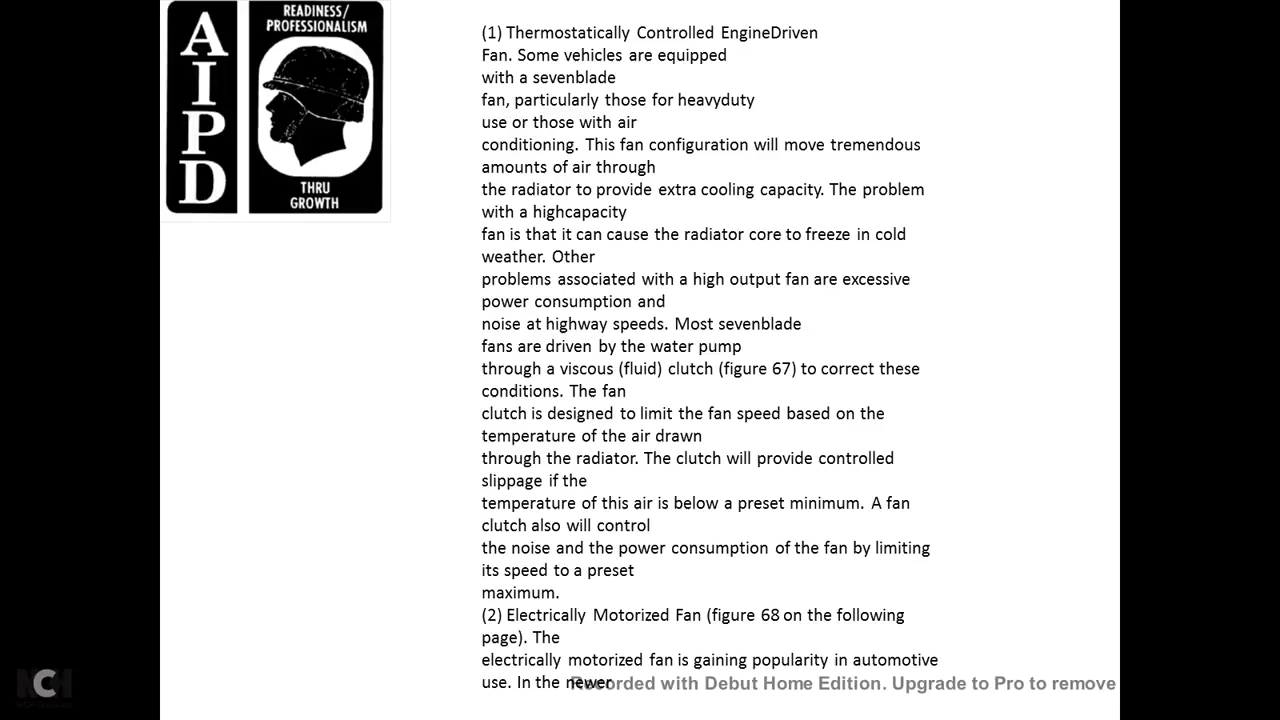 A
I
P
D
READINESS/
PROFESSIONALISM
THRU
GROWTH
(1) Thermostatically Controlled EngineDriven
Fan. Some vehicles are equipped
with a sevenblade
fan, particularly those for heavyduty
use or those with air
conditioning. This fan configuration will move tremendous
amounts of air through
the radiator to provide extra cooling capacity. The problem
with a highcapacity
fan is that it can cause the radiator core to freeze in cold
weather. Other
problems associated with a high output fan are excessive
power consumption and
noise at highway speeds. Most sevenblade
fans are driven by the water pump
through a viscous (fluid) clutch (figure 67) to correct these
conditions. The fan
clutch is designed to limit the fan speed based on the
temperature of the air drawn
through the radiator. The clutch will provide controlled
slippage if the
temperature of this air is below a preset minimum. A fan
clutch also will control
the noise and the power consumption of the fan by limiting
its speed to a preset
maximum.
(2) Electrically Motorized Fan (figure 68 on the following
page). The
electrically motorized fan is gaining popularity in automotive
use. In the newer
Recorded with Debut Home Edition. Upgrade to Pro to remove
NCH